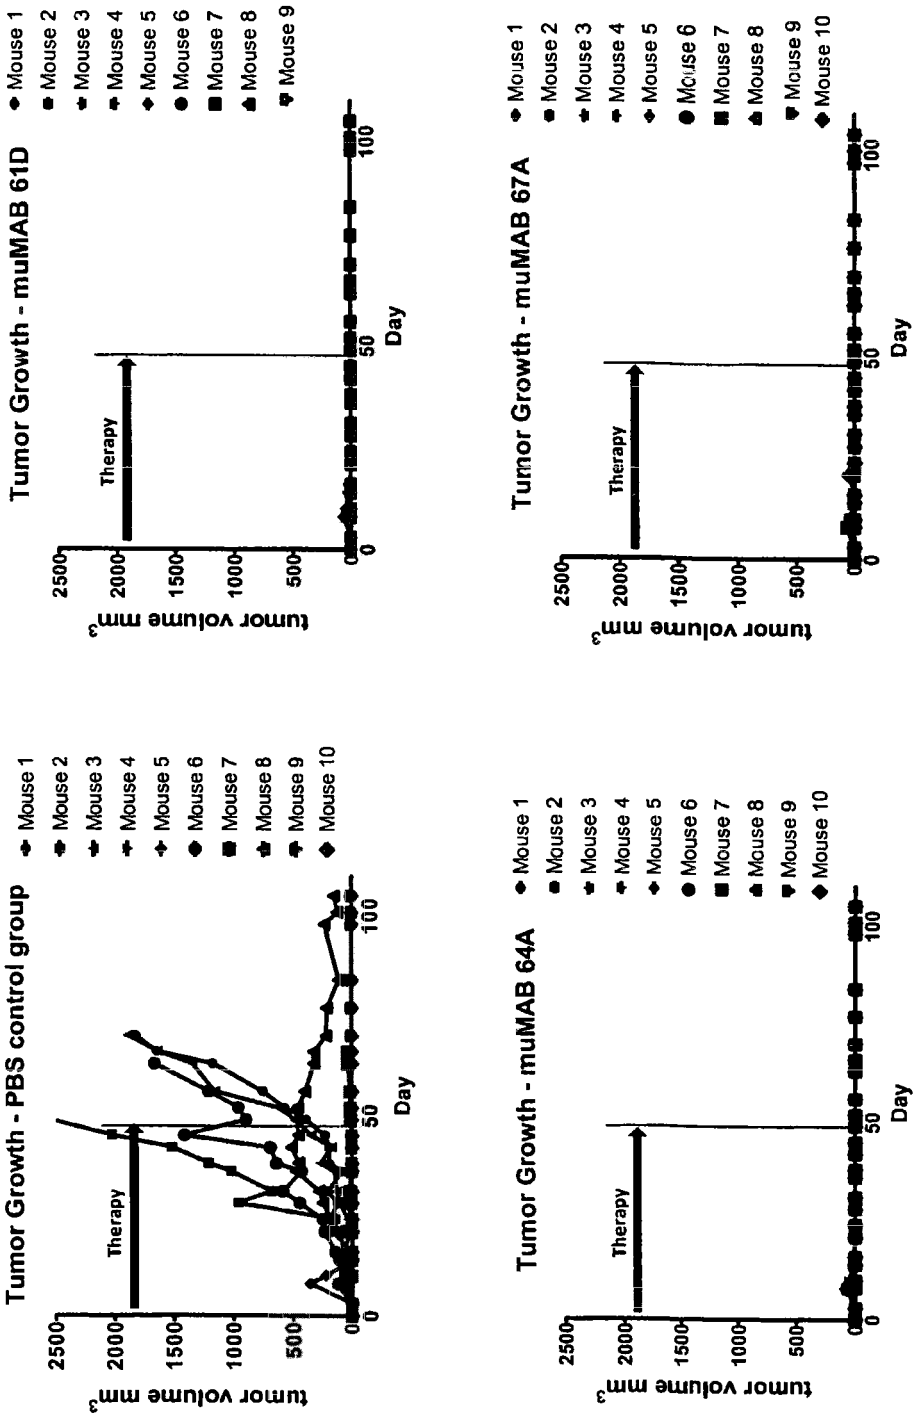 Tumor Growth - PBS control group
2500
2000
1500
1000
500
0
tumor volume mm³
Therapy
0
50
100
Day
Mouse 1
Mouse 2
Mouse 3
Mouse 4
Mouse 5
Mouse 6
Mouse 7
Mouse 8
Mouse 9
Mouse 10
Tumor Growth - muMAB 61D
2500
2000
1500
1000
500
0
tumor volume mm³
Therapy
0
50
100
Day
Mouse 1
Mouse 2
Mouse 3
Mouse 4
Mouse 5
Mouse 6
Mouse 7
Mouse 8
Mouse 9
Tumor Growth - muMAB 64A
2500
2000
1500
1000
500
0
tumor volume mm³
Therapy
0
50
100
Day
Mouse 1
Mouse 2
Mouse 3
Mouse 4
Mouse 5
Mouse 6
Mouse 7
Mouse 8
Mouse 9
Mouse 10
Tumor Growth - muMAB 67A
2500
2000
1500
1000
500
0
tumor volume mm³
Therapy
0
50
100
Day
Mouse 1
Mouse 2
Mouse 3
Mouse 4
Mouse 5
Mouse 6
Mouse 7
Mouse 8
Mouse 9
Mouse 10